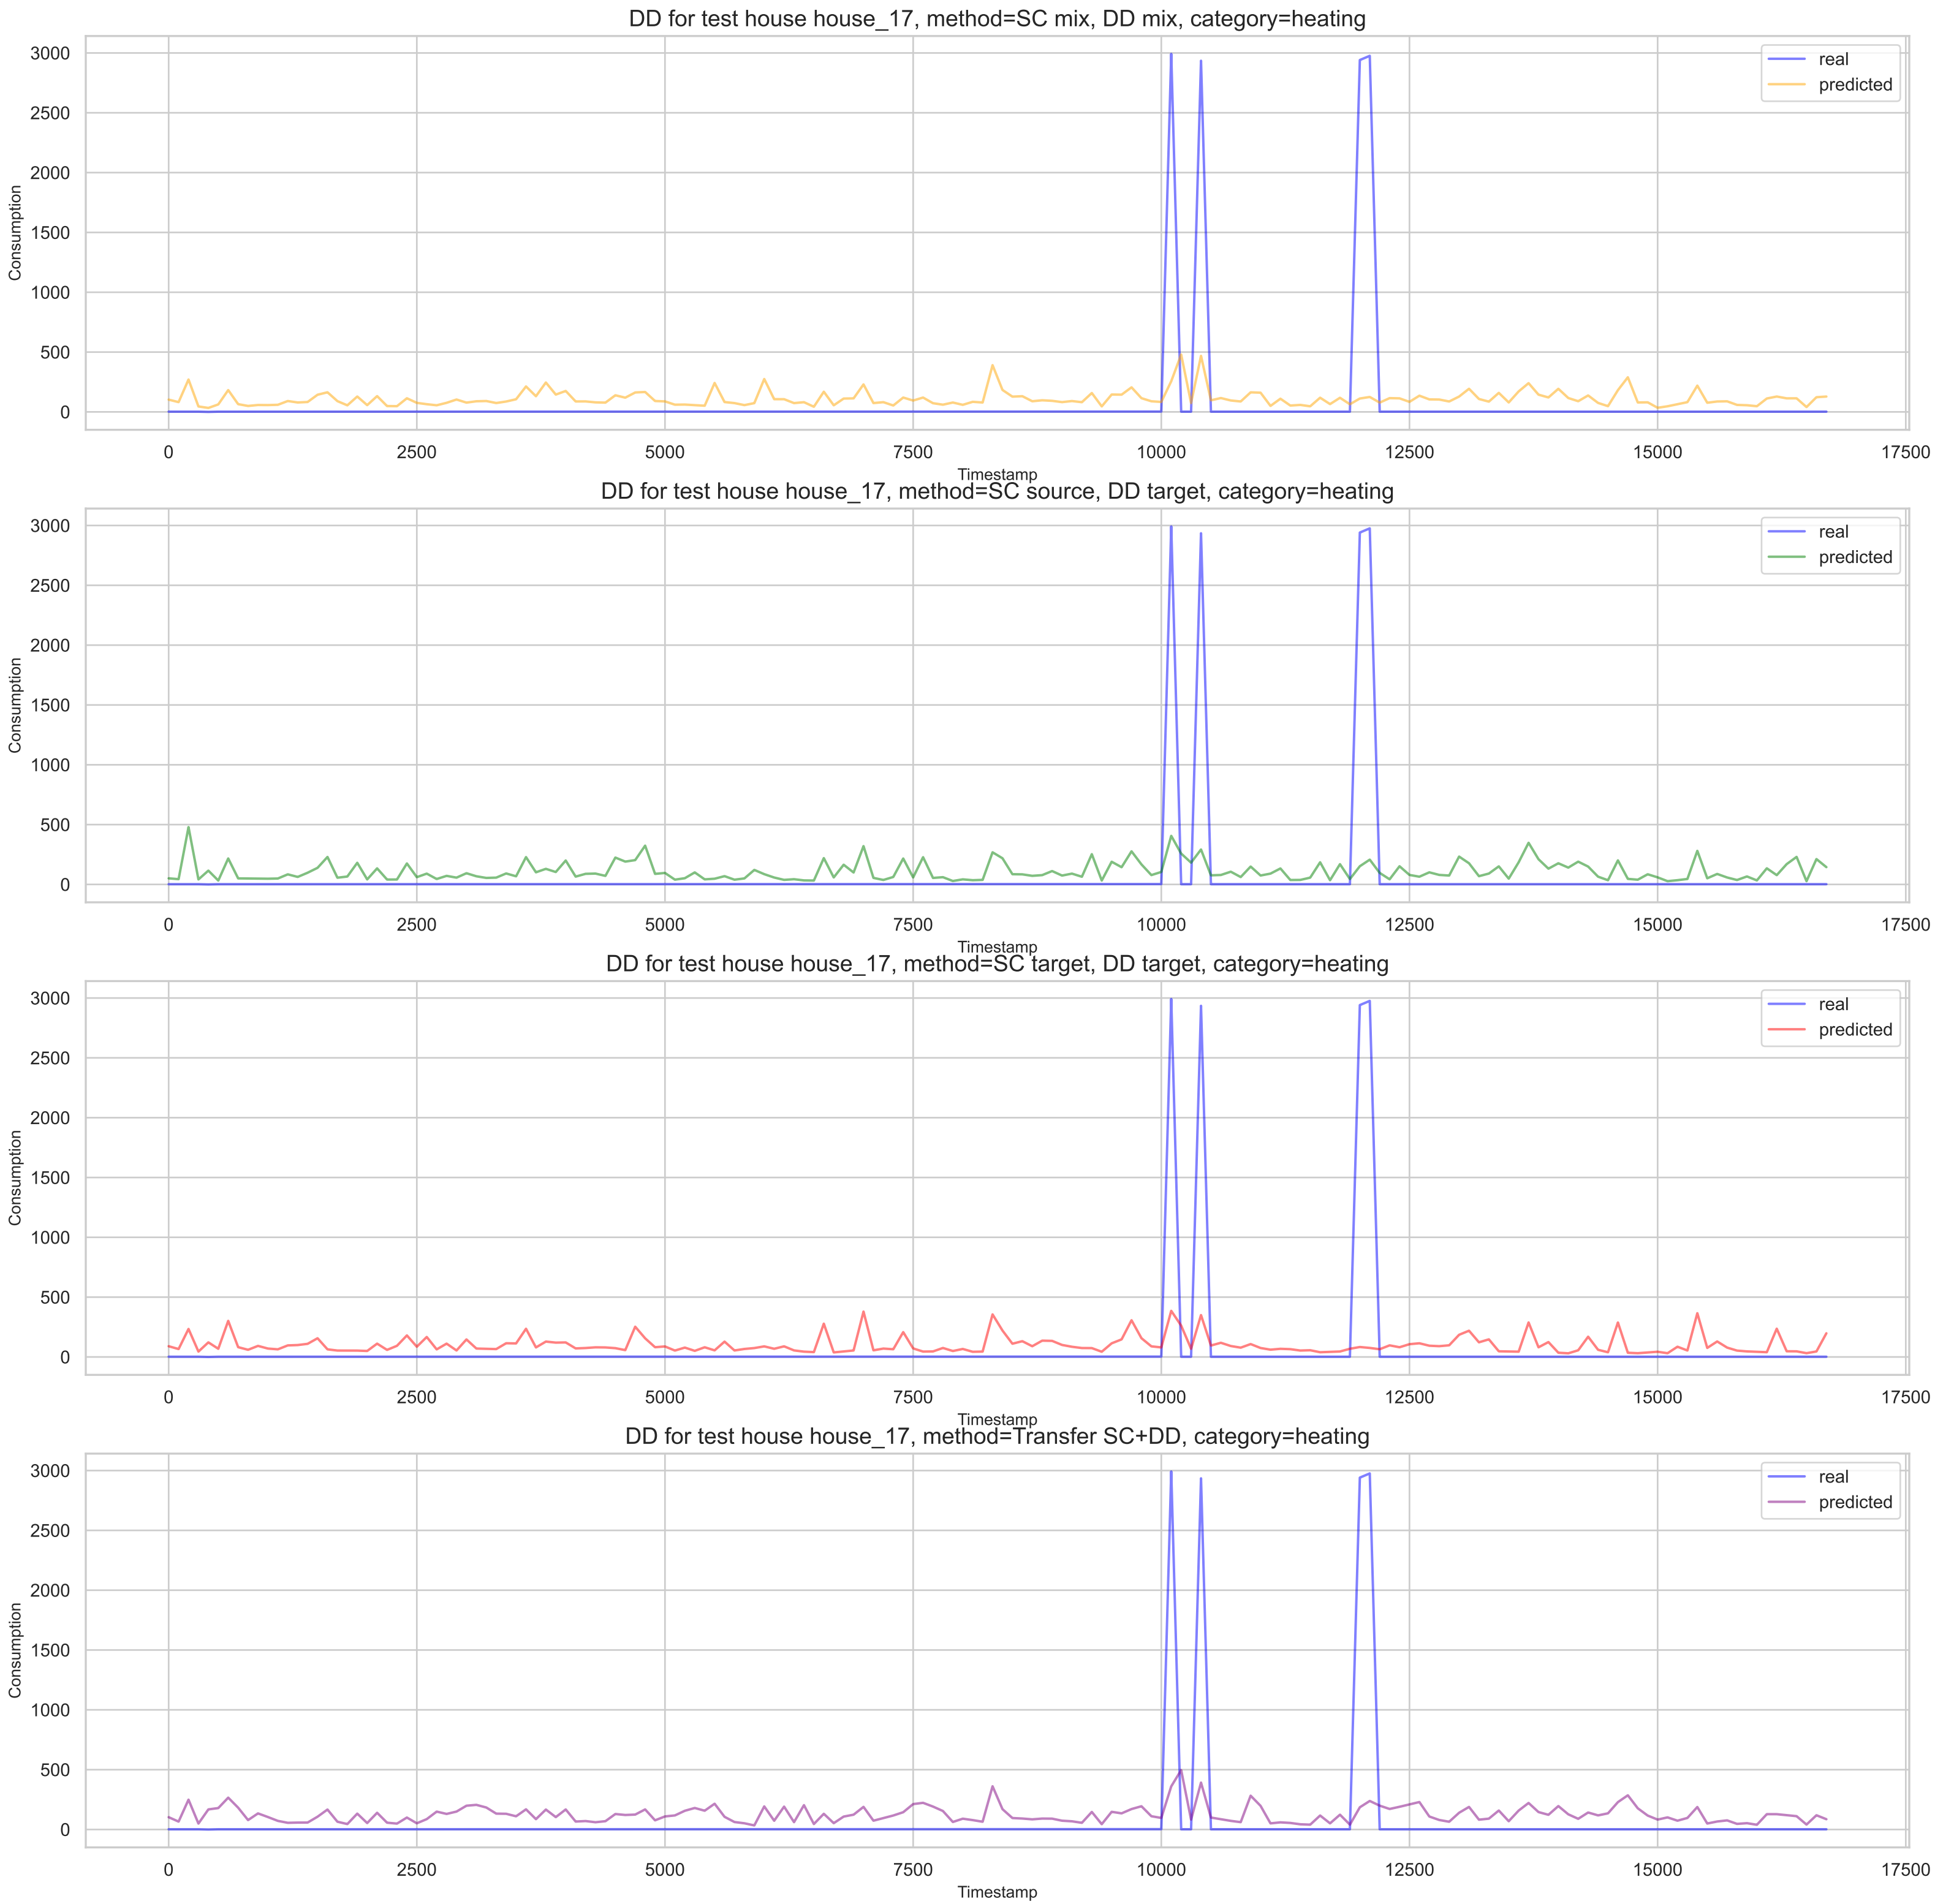 DD for test house house_17, method=SC mix, DD mix, category=heating
3000
2500
2000
1500
1000
500
0
Consumption
real
predicted
0 2500 5000 7500 10000 12500 15000 17500
Timestamp
DD for test house house_17, method=SC source, DD target, category=heating
3000
2500
2000
1500
1000
500
0
Consumption
real
predicted
0 2500 5000 7500 10000 12500 15000 17500
Timestamp
DD for test house house_17, method=SC target, DD target, category=heating
3000
2500
2000
1500
1000
500
0
Consumption
real
predicted
0 2500 5000 7500 10000 12500 15000 17500
Timestamp
DD for test house house_17, method=Transfer SC+DD, category=heating
3000
2500
2000
1500
1000
500
0
Consumption
real
predicted
0 2500 5000 7500 10000 12500 15000 17500
Timestamp